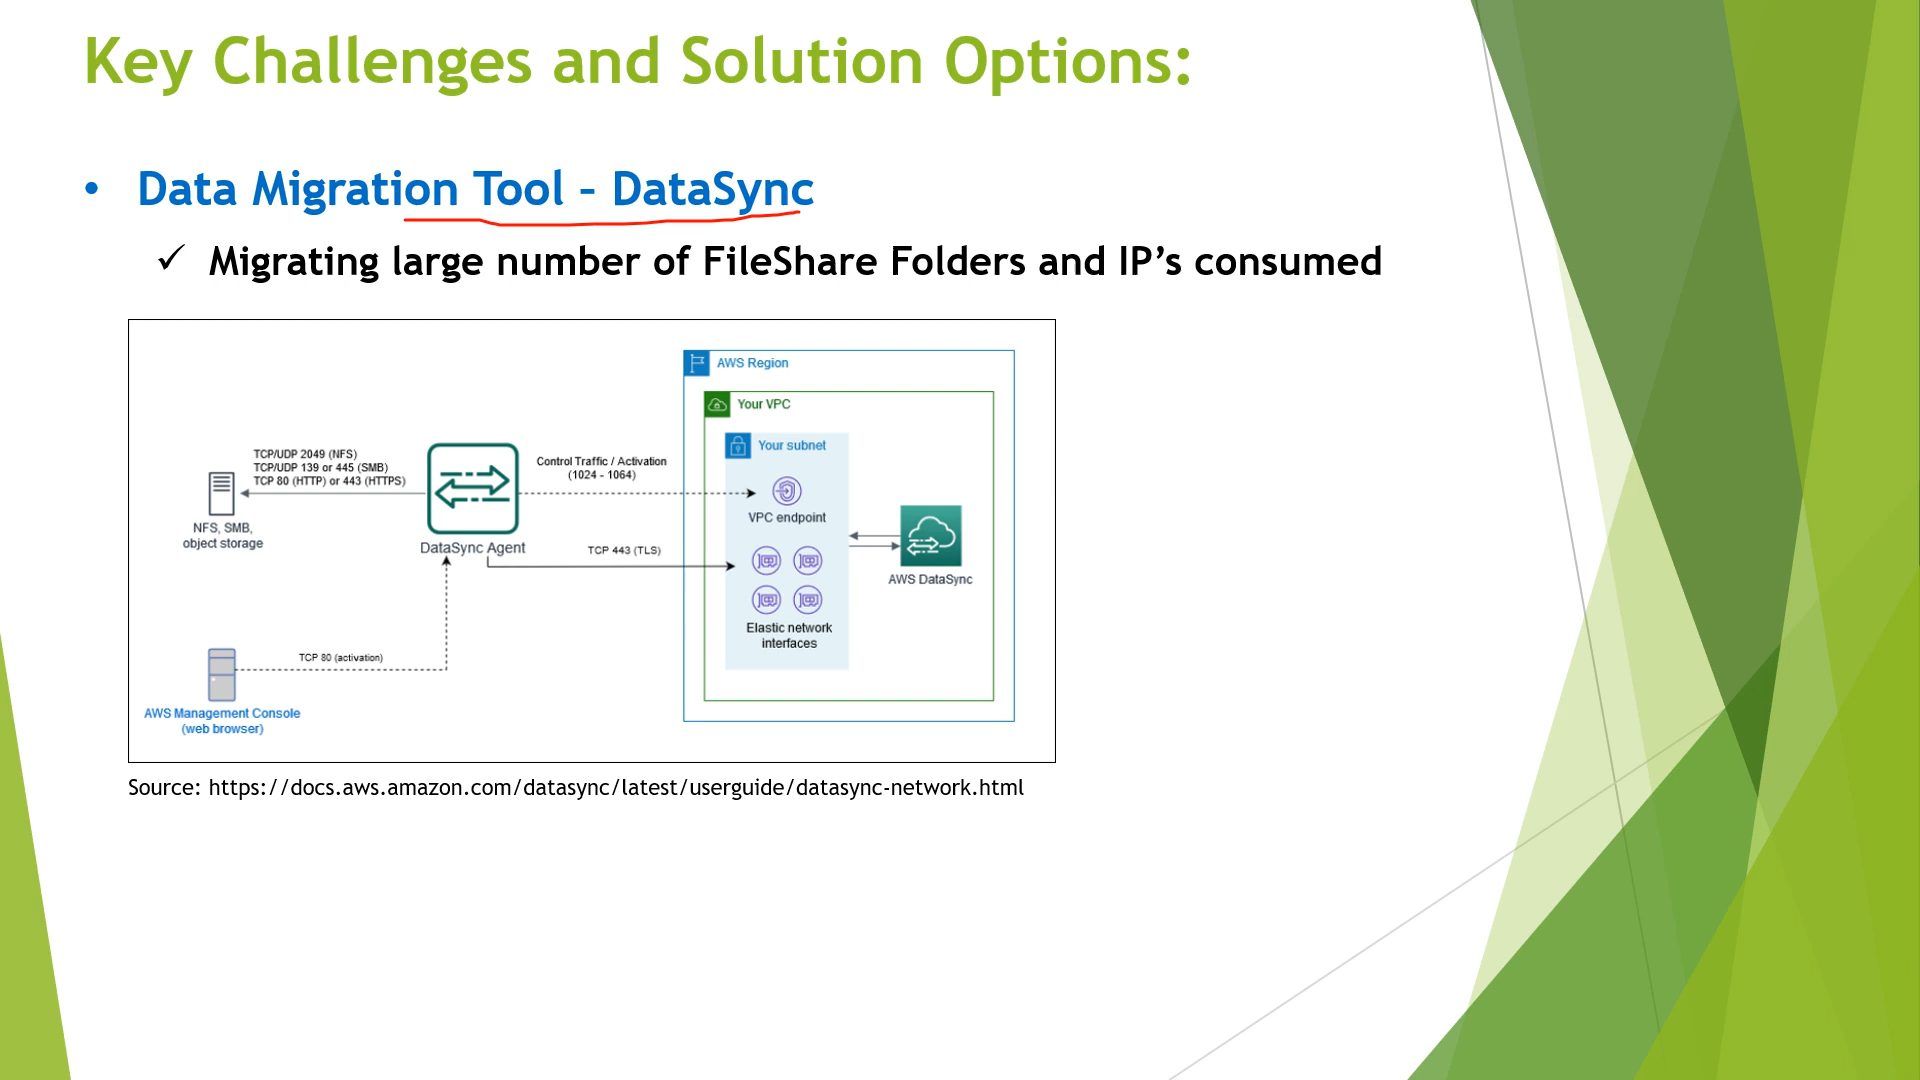 Key Challenges and Solution Options:
• Data Migration Tool – DataSync
✓ Migrating large number of FileShare Folders and IP’s consumed
AWS Region
Your VPC
Your subnet
TCP/UDP 2049 (NFS)
TCP/UDP 139 or 445 (SMB)
TCP 80 (HTTP) or 443 (HTTPS)
Control Traffic / Activation
(1024 - 1064)
VPC endpoint
NFS, SMB,
object storage
DataSync Agent
TCP 443 (TLS)
AWS DataSync
Elastic network
interfaces
TCP 80 (activation)
AWS Management Console
(web browser)
Source: https://docs.aws.amazon.com/datasync/latest/userguide/datasync-network.html